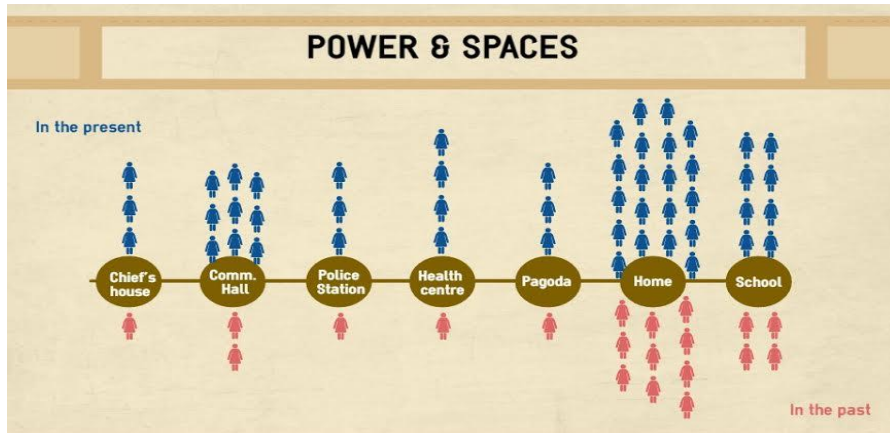 POWER & SPACES
In the present
Chief's
house
Comm.
Hall
Police
Station
Health
centre
Pagoda
Home
School
In the past